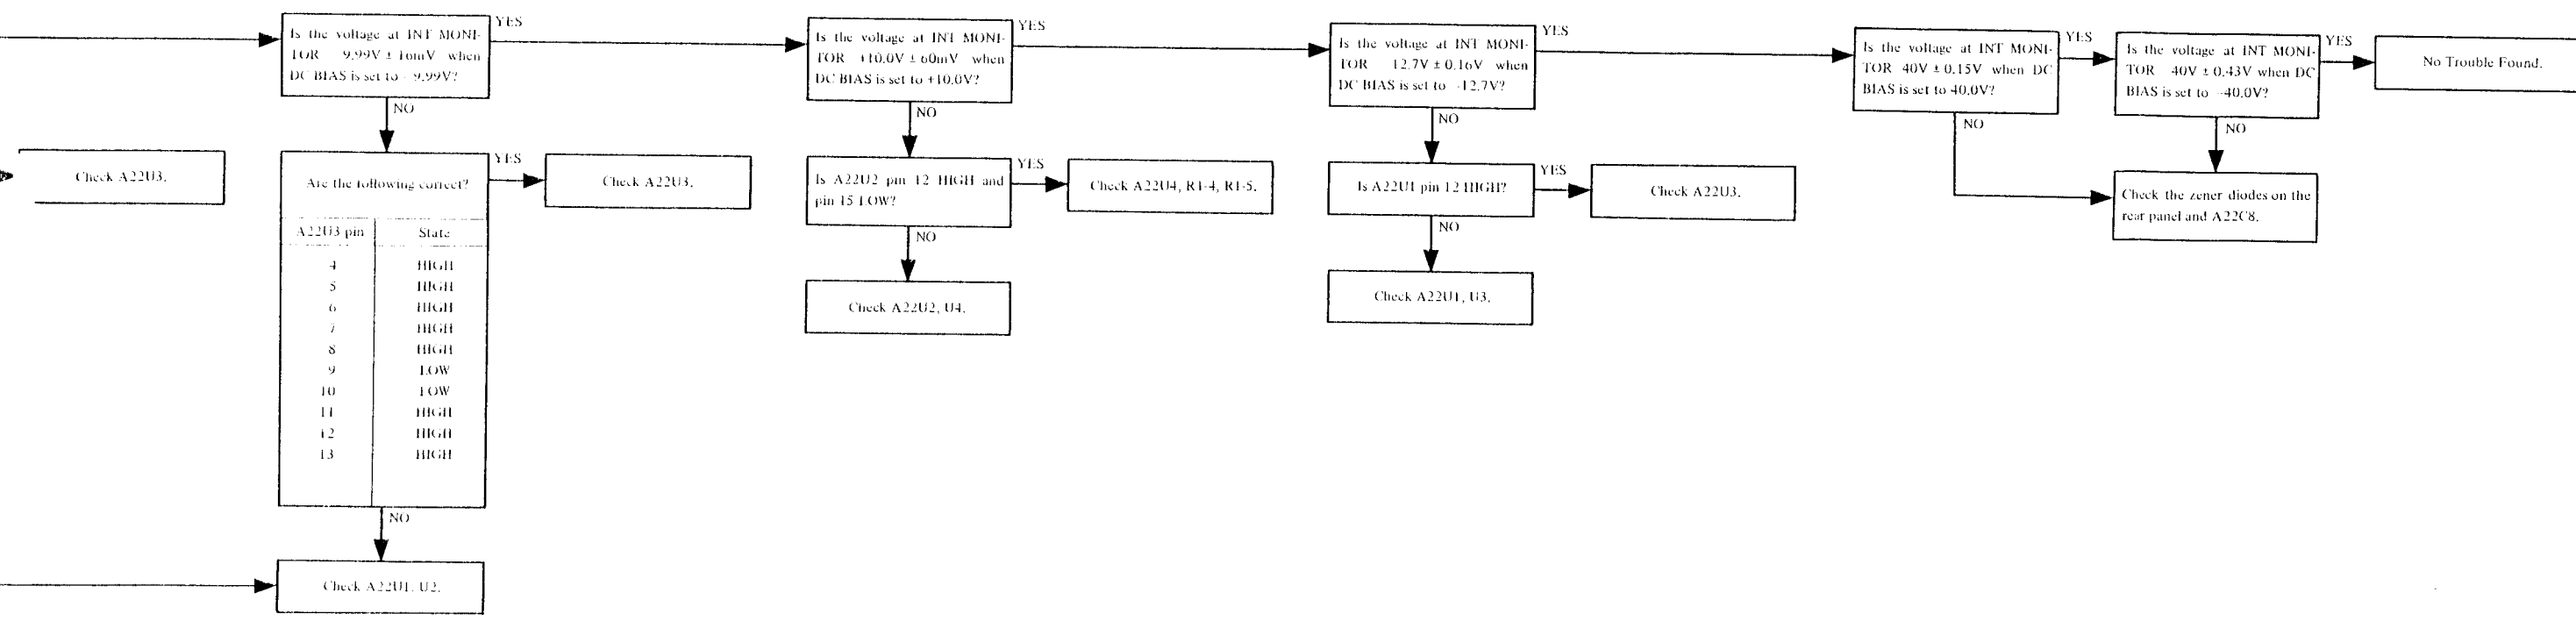 YES
Is the voltage at INT MONI-
TOR 9.99V ± 16mV when
DC BIAS is set to - 9.99V?
NO
Check A22U3.
Are the following correct?
A22U3 pin State
4 HIGH
5 HIGH
6 HIGH
7 HIGH
8 HIGH
9 LOW
10 LOW
11 HIGH
12 HIGH
13 HIGH
NO
Check A22U1, U2.
YES
Check A22U3.
YES
Is the voltage at INT MONI-
TOR +10.0V ± 60mV when
DC BIAS is set to +10.0V?
NO
Is A22U2 pin 12 HIGH and
pin 15 LOW?
YES
Check A22U4, R1-4, R1-5.
NO
Check A22U2, U4.
YES
Is the voltage at INT MONI-
TOR 12.7V ± 0.16V when
DC BIAS is set to -12.7V?
NO
Is A22U1 pin 12 HIGH?
YES
Check A22U3.
NO
Check A22U1, U3.
YES
Is the voltage at INT MONI-
TOR 40V ± 0.15V when DC
BIAS is set to 40.0V?
NO
YES
Is the voltage at INT MONI-
TOR 40V ± 0.43V when DC
BIAS is set to -40.0V?
NO
No Trouble Found.
Check the zener diodes on the
rear panel and A22C8.